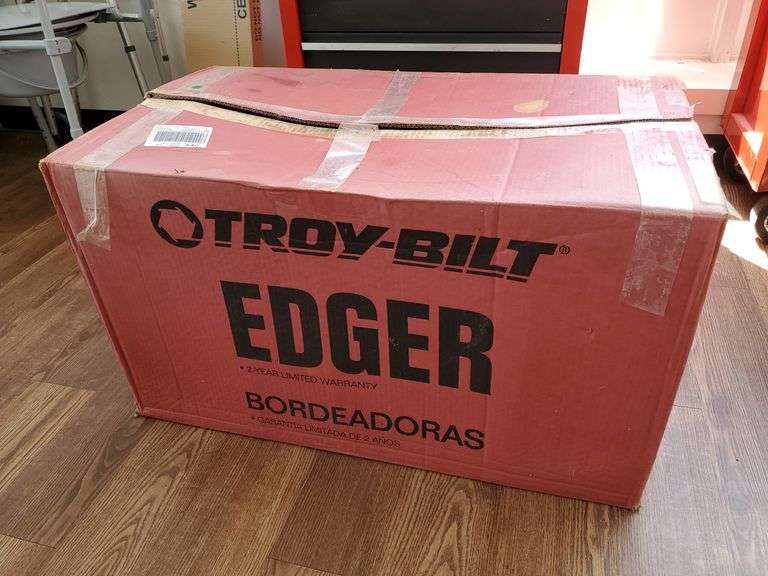 TROY-BILT®
EDGER
• 2-YEAR LIMITED WARRANTY
BORDEADORAS
• GARANTÍA LIMITADA DE 2 AÑOS